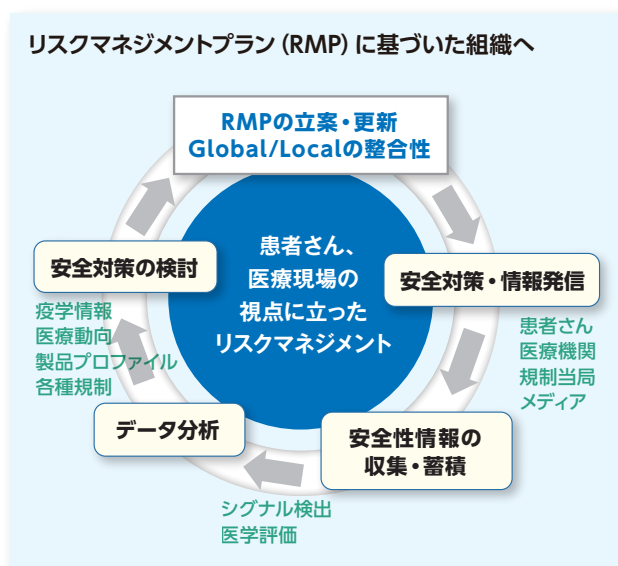 リスクマネジメントプラン（RMP）に基づいた組織へ
RMPの立案・更新
Global/Localの整合性
患者さん、
医療現場の
視点に立った
リスクマネジメント
安全対策・情報発信
患者さん
医療機関
規制当局
メディア
安全性情報の
収集・蓄積
シグナル検出
医学評価
データ分析
安全対策の検討
疫学情報
医療動向
製品プロファイル
各種規制